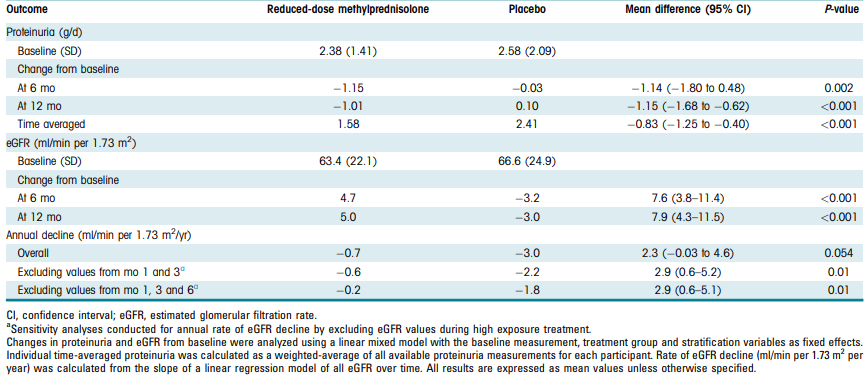 Outcome Reduced-dose methylprednisolone Placebo Mean difference (95% CI) P-value
Proteinuria (g/d)
Baseline (SD) 2.38 (1.41) 2.58 (2.09)
Change from baseline
At 6 mo −1.15 −0.03 −1.14 (−1.80 to 0.48) 0.002
At 12 mo −1.01 0.10 −1.15 (−1.68 to −0.62) <0.001
Time averaged 1.58 2.41 −0.83 (−1.25 to −0.40) <0.001
eGFR (ml/min per 1.73 m²)
Baseline (SD) 63.4 (22.1) 66.6 (24.9)
Change from baseline
At 6 mo 4.7 −3.2 7.6 (3.8–11.4) <0.001
At 12 mo 5.0 −3.0 7.9 (4.3–11.5) <0.001
Annual decline (ml/min per 1.73 m²/yr)
Overall −0.7 −3.0 2.3 (−0.03 to 4.6) 0.054
Excluding values from mo 1 and 3ᵃ −0.6 −2.2 2.9 (0.6–5.2) 0.01
Excluding values from mo 1, 3 and 6ᵃ −0.2 −1.8 2.9 (0.6–5.1) 0.01
CI, confidence interval; eGFR, estimated glomerular filtration rate.
ᵃSensitivity analyses conducted for annual rate of eGFR decline by excluding eGFR values during high exposure treatment.
Changes in proteinuria and eGFR from baseline were analyzed using a linear mixed model with the baseline measurement, treatment group and stratification variables as fixed effects.
Individual time-averaged proteinuria was calculated as a weighted-average of all available proteinuria measurements for each participant. Rate of eGFR decline (ml/min per 1.73 m² per
year) was calculated from the slope of a linear regression model of all eGFR over time. All results are expressed as mean values unless otherwise specified.